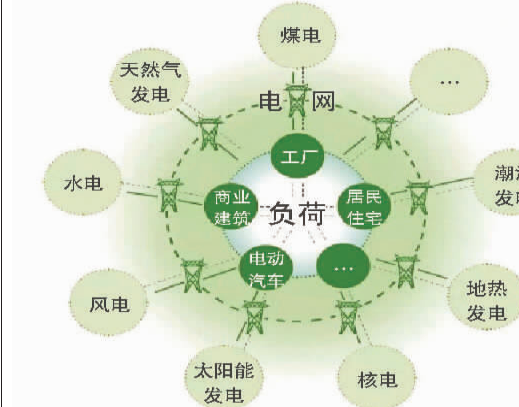 煤电
天然气
发电
…
电网
工厂
水电
商业
建筑
负荷
居民
住宅
电动
汽车
…
风电
地热
发电
太阳能
发电
核电
潮
发